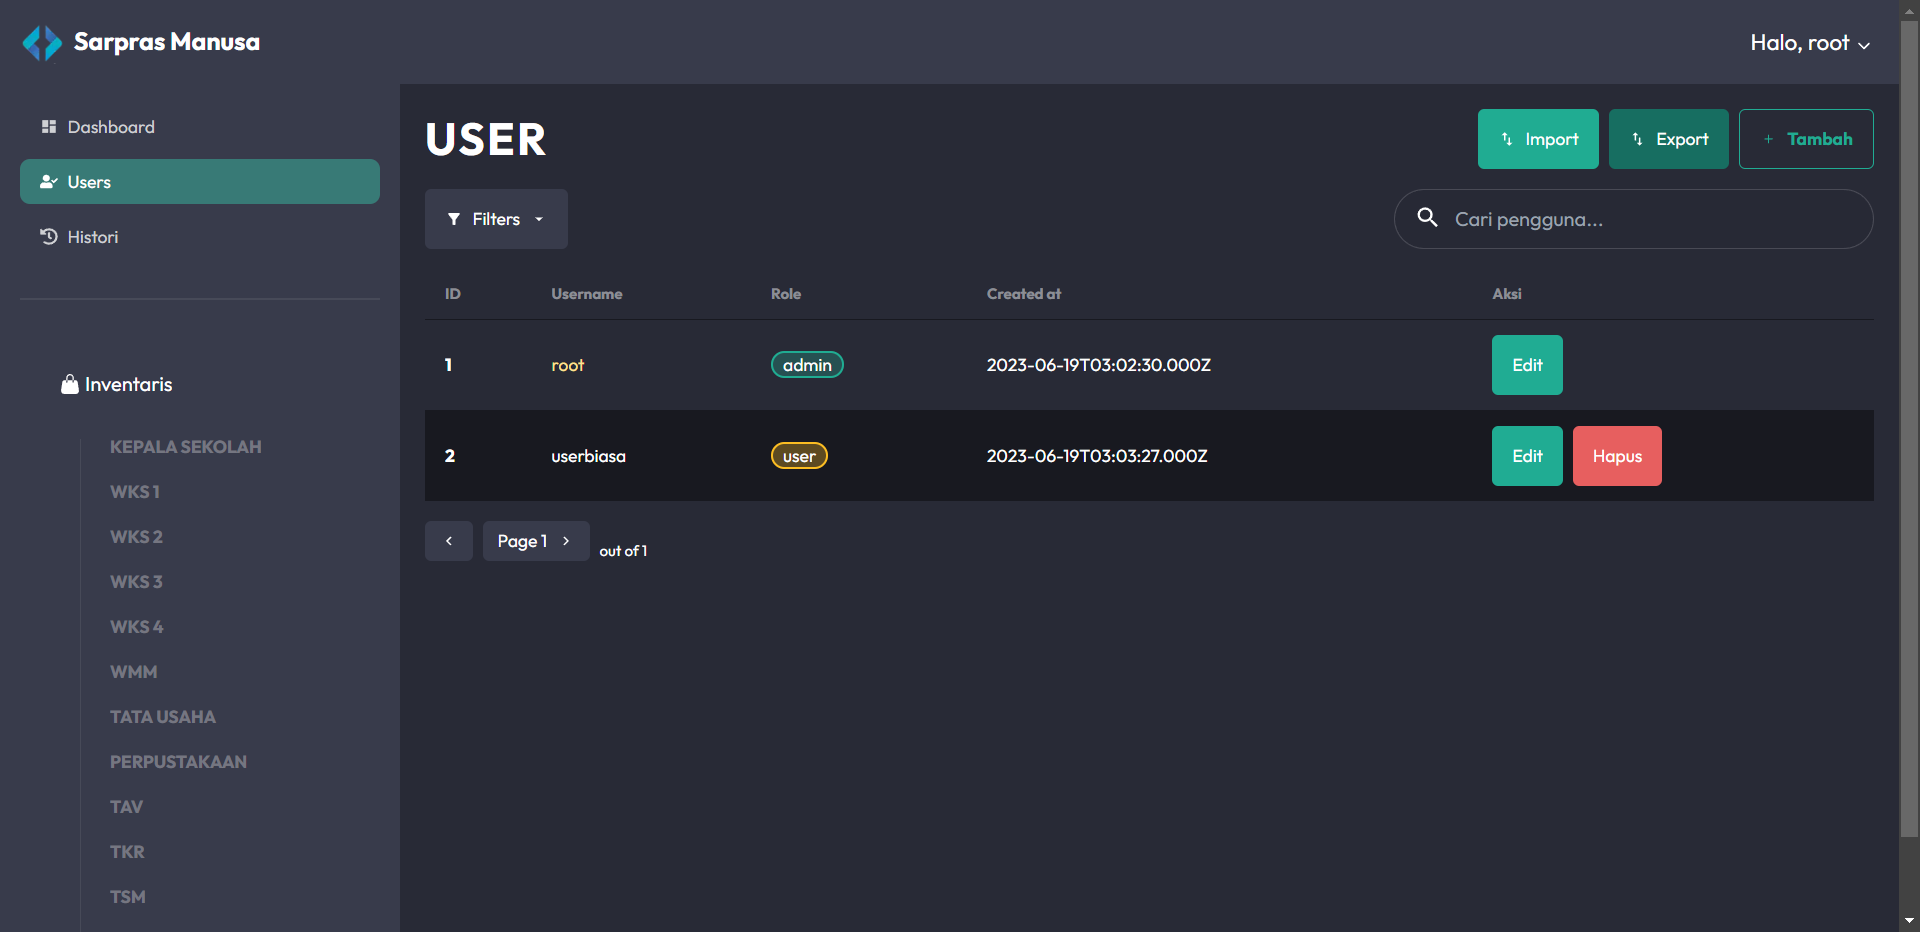 Sarpras Manusa
Halo, root
Dashboard
Users
Histori
Inventaris
KEPALA SEKOLAH
WKS 1
WKS 2
WKS 3
WKS 4
WMM
TATA USAHA
PERPUSTAKAAN
TAV
TKR
TSM
USER
Import
Export
+ Tambah
Filters
Cari pengguna...
ID Username Role Created at Aksi
1 root admin 2023-06-19T03:02:30.000Z Edit
2 userbiasa user 2023-06-19T03:03:27.000Z Edit Hapus
Page 1
out of 1